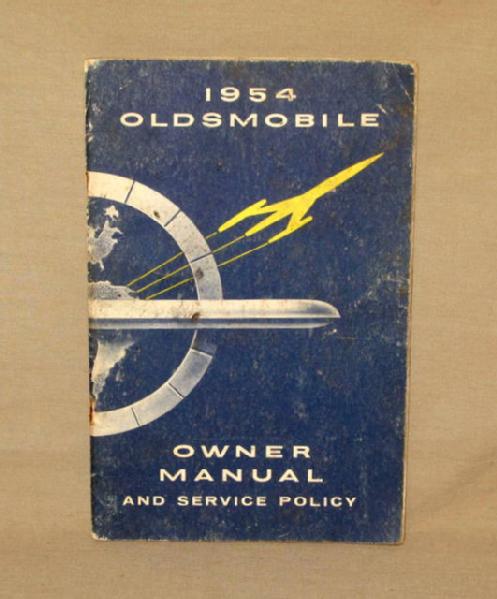 1954
OLDSMOBILE
OWNER
MANUAL
AND SERVICE POLICY